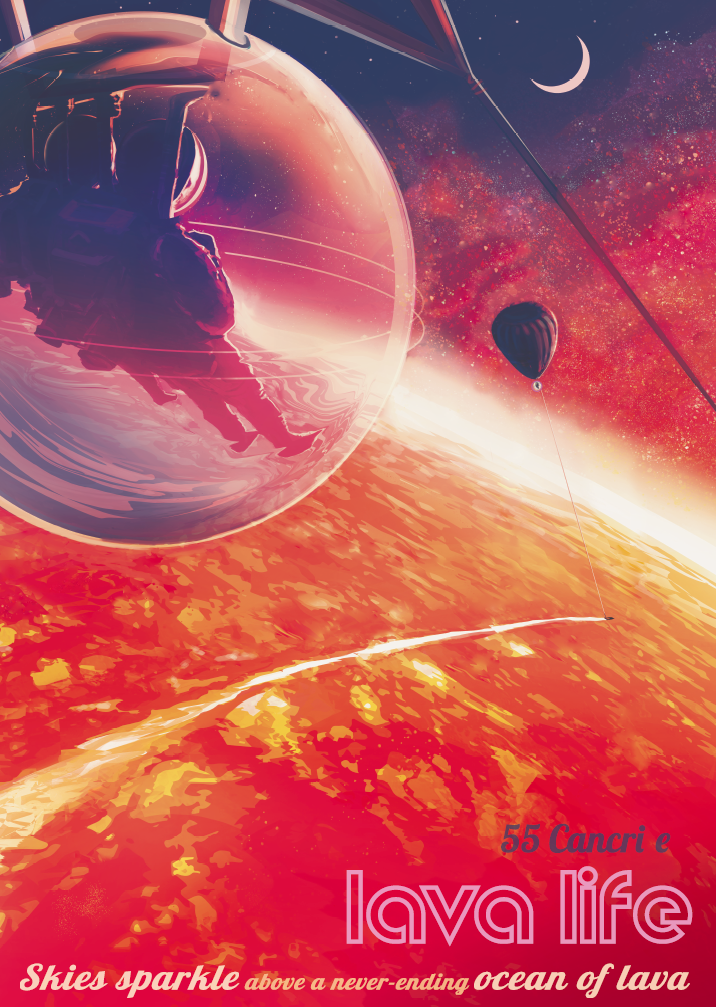 55 Cancri e
lava life
Skies sparkle above a never-ending ocean of lava